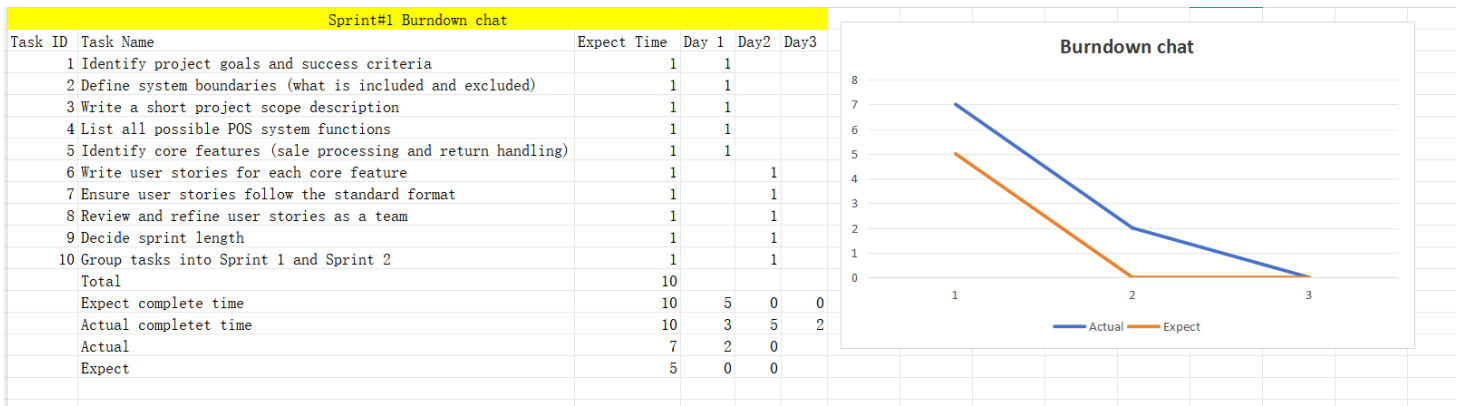 Sprint#1 Burndown chat
Task ID Task Name Expect Time Day 1 Day2 Day3
1 Identify project goals and success criteria 1 1
2 Define system boundaries (what is included and excluded) 1 1
3 Write a short project scope description 1 1
4 List all possible POS system functions 1 1
5 Identify core features (sale processing and return handling) 1 1
6 Write user stories for each core feature 1 1
7 Ensure user stories follow the standard format 1 1
8 Review and refine user stories as a team 1 1
9 Decide sprint length 1 1
10 Group tasks into Sprint 1 and Sprint 2 1 1
Total 10
Expect complete time 10 5 0 0
Actual completet time 10 3 5 2
Actual 7 2 0
Expect 5 0 0
Burndown chat
8
7
6
5
4
3
2
1
0
1 2 3
Actual Expect